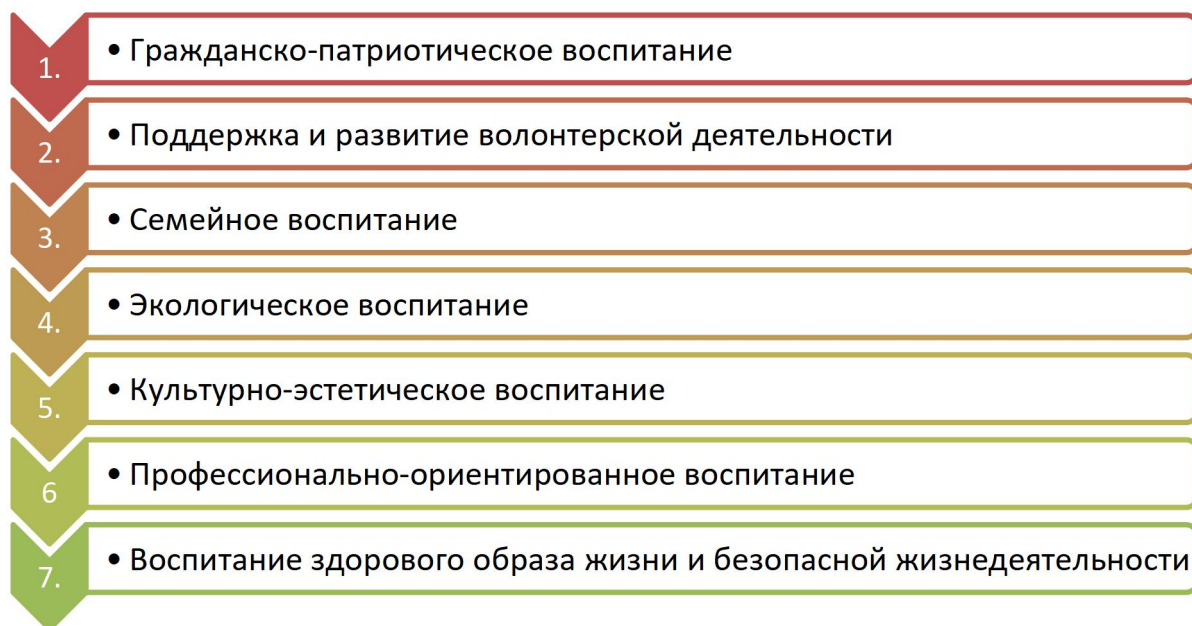 1. • Гражданско-патриотическое воспитание
2. • Поддержка и развитие волонтерской деятельности
3. • Семейное воспитание
4. • Экологическое воспитание
5. • Культурно-эстетическое воспитание
6 • Профессионально-ориентированное воспитание
7. • Воспитание здорового образа жизни и безопасной жизнедеятельности